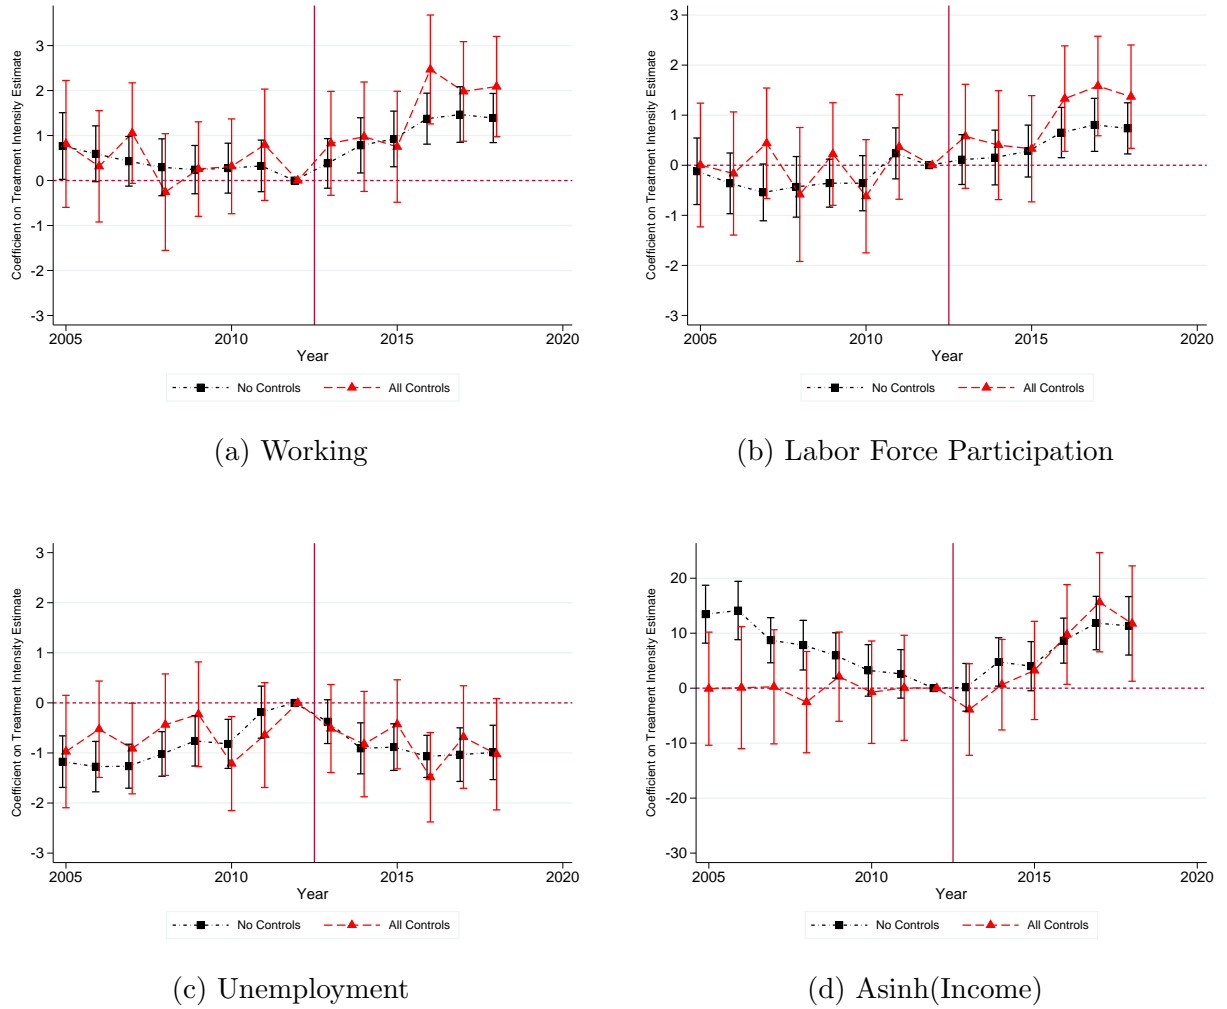 3
2
1
0
-1
-2
-3
Coefficient on Treatment Intensity Estimate
2005 2010 2015 2020
Year
No Controls All Controls
(a) Working
3
2
1
0
-1
-2
-3
Coefficient on Treatment Intensity Estimate
2005 2010 2015 2020
Year
No Controls All Controls
(b) Labor Force Participation
3
2
1
0
-1
-2
-3
Coefficient on Treatment Intensity Estimate
2005 2010 2015 2020
Year
No Controls All Controls
(c) Unemployment
20
10
0
-10
-20
-30
Coefficient on Treatment Intensity Estimate
2005 2010 2015 2020
Year
No Controls All Controls
(d) Asinh(Income)